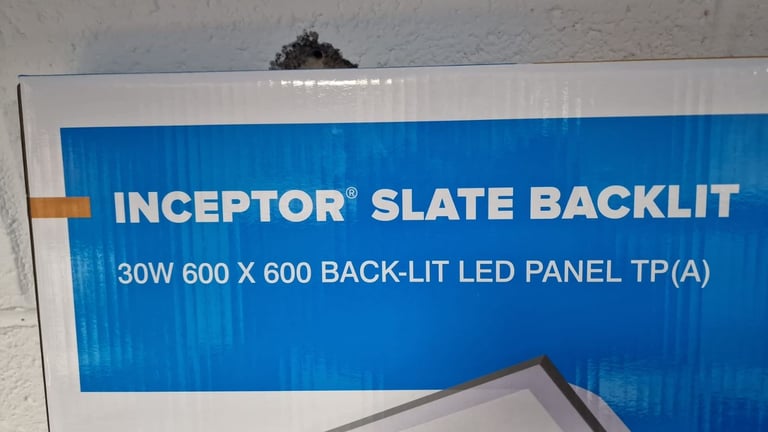 INCEPTOR® SLATE BACKLIT
30W 600 X 600 BACK-LIT LED PANEL TP(A)